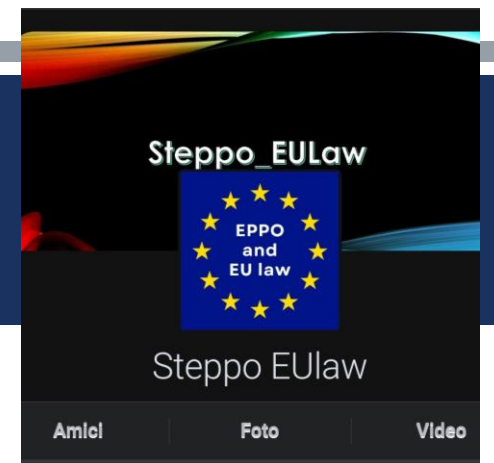 Steppo_EULaw
EPPO
and
EU law
Steppo EUlaw
Amici Foto Video